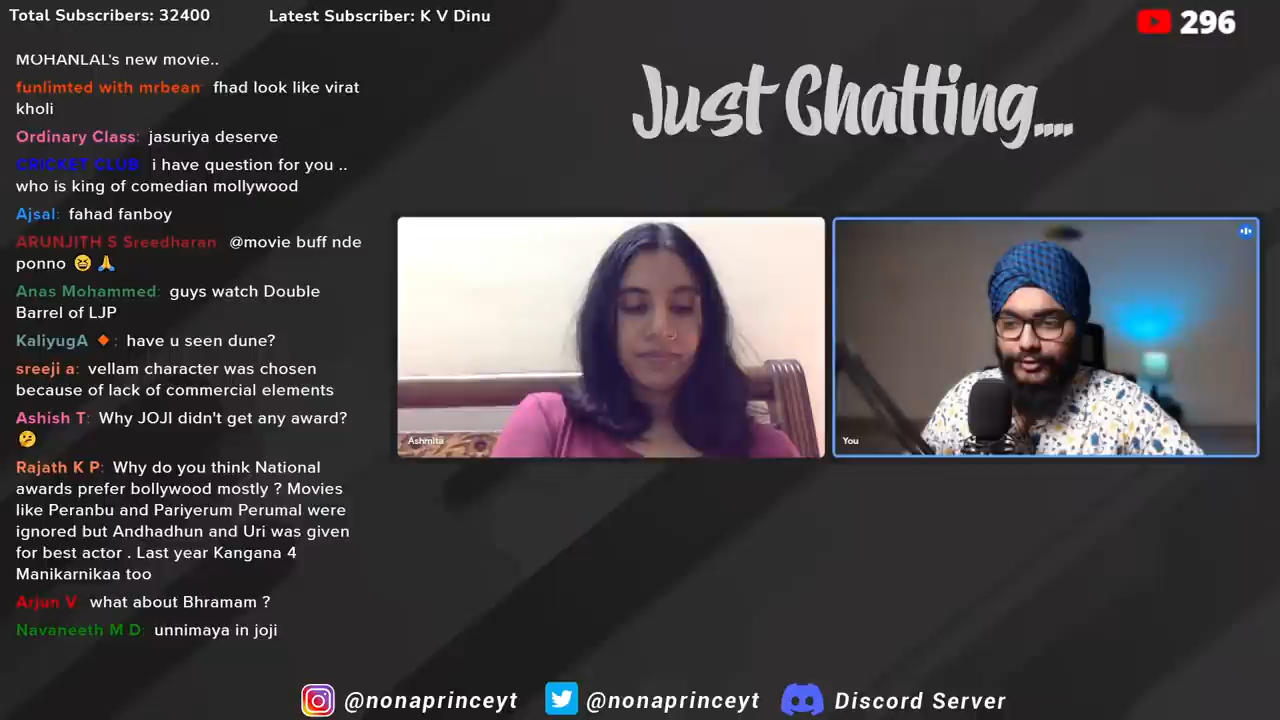 Total Subscribers: 32400
Latest Subscriber: K V Dinu
296
MOHANLAL's new movie..
funlimted with mrbean: fhad look like virat
kholi
Ordinary Class: jasuriya deserve
CRICKET CLUB: i have question for you ..
who is king of comedian mollywood
Ajsal: fahad fanboy
ARUNJITH S Sreedharan: @movie buff nde
ponno 😆 🙏
Anas Mohammed: guys watch Double
Barrel of LJP
KaliyugA 🔸: have u seen dune?
sreeji a: vellam character was chosen
because of lack of commercial elements
Ashish T: Why JOJI didn't get any award?
🤔
Rajath K P: Why do you think National
awards prefer bollywood mostly ? Movies
like Peranbu and Pariyerum Perumal were
ignored but Andhadhun and Uri was given
for best actor . Last year Kangana 4
Manikarnikaa too
Arjun V: what about Bhramam ?
Navaneeth M D: unnimaya in joji
Just Chatting....
Ashmita
You
@nonaprinceyt
@nonaprinceyt
Discord Server